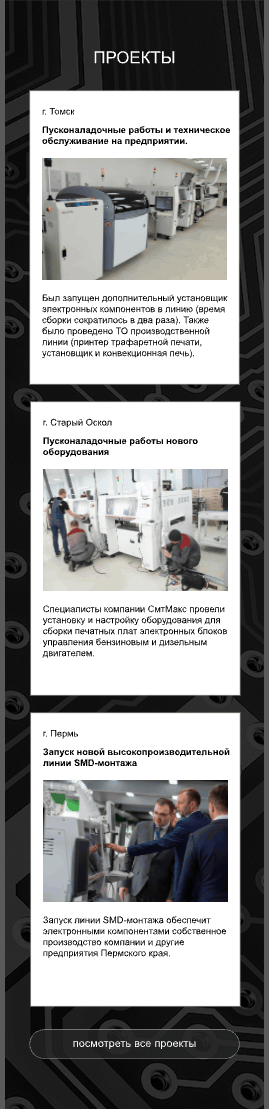 ПРОЕКТЫ
г. Томск
Пусконаладочные работы и техническое
обслуживание на предприятии.
Был запущен дополнительный установщик
электронных компонентов в линию (время
сборки сократилось в два раза). Также
было проведено ТО производственной
линии (принтер трафаретной печати,
установщик и конвекционная печь).
г. Старый Оскол
Пусконаладочные работы нового
оборудования
Специалисты компании СмтМакс провели
установку и настройку оборудования для
сборки печатных плат электронных блоков
управления бензиновым и дизельным
двигателем.
г. Пермь
Запуск новой высокопроизводительной
линии SMD-монтажа
Запуск линии SMD-монтажа обеспечит
электронными компонентами собственное
производство компании и другие
предприятия Пермского края.
посмотреть все проекты